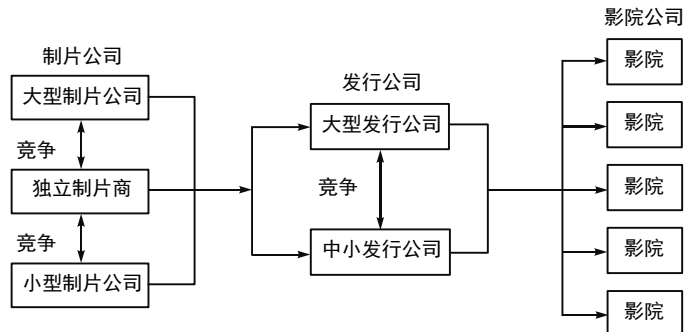 制片公司
大型制片公司
竞争
独立制片商
竞争
小型制片公司
发行公司
大型发行公司
竞争
中小发行公司
影院公司
影院
影院
影院
影院
影院